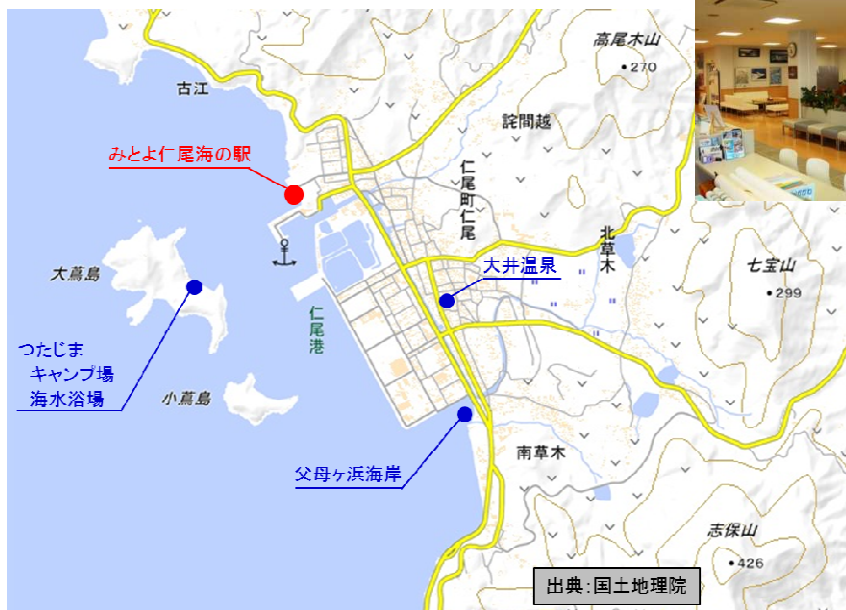 高尾木山
・270
古江
詫間越
みとよ仁尾海の駅
仁尾町仁尾
北草木
大蔦島
大井温泉
七宝山
・299
仁尾港
つたじま
キャンプ場
海水浴場
小蔦島
父母ヶ浜海岸
南草木
志保山
・426
出典:国土地理院